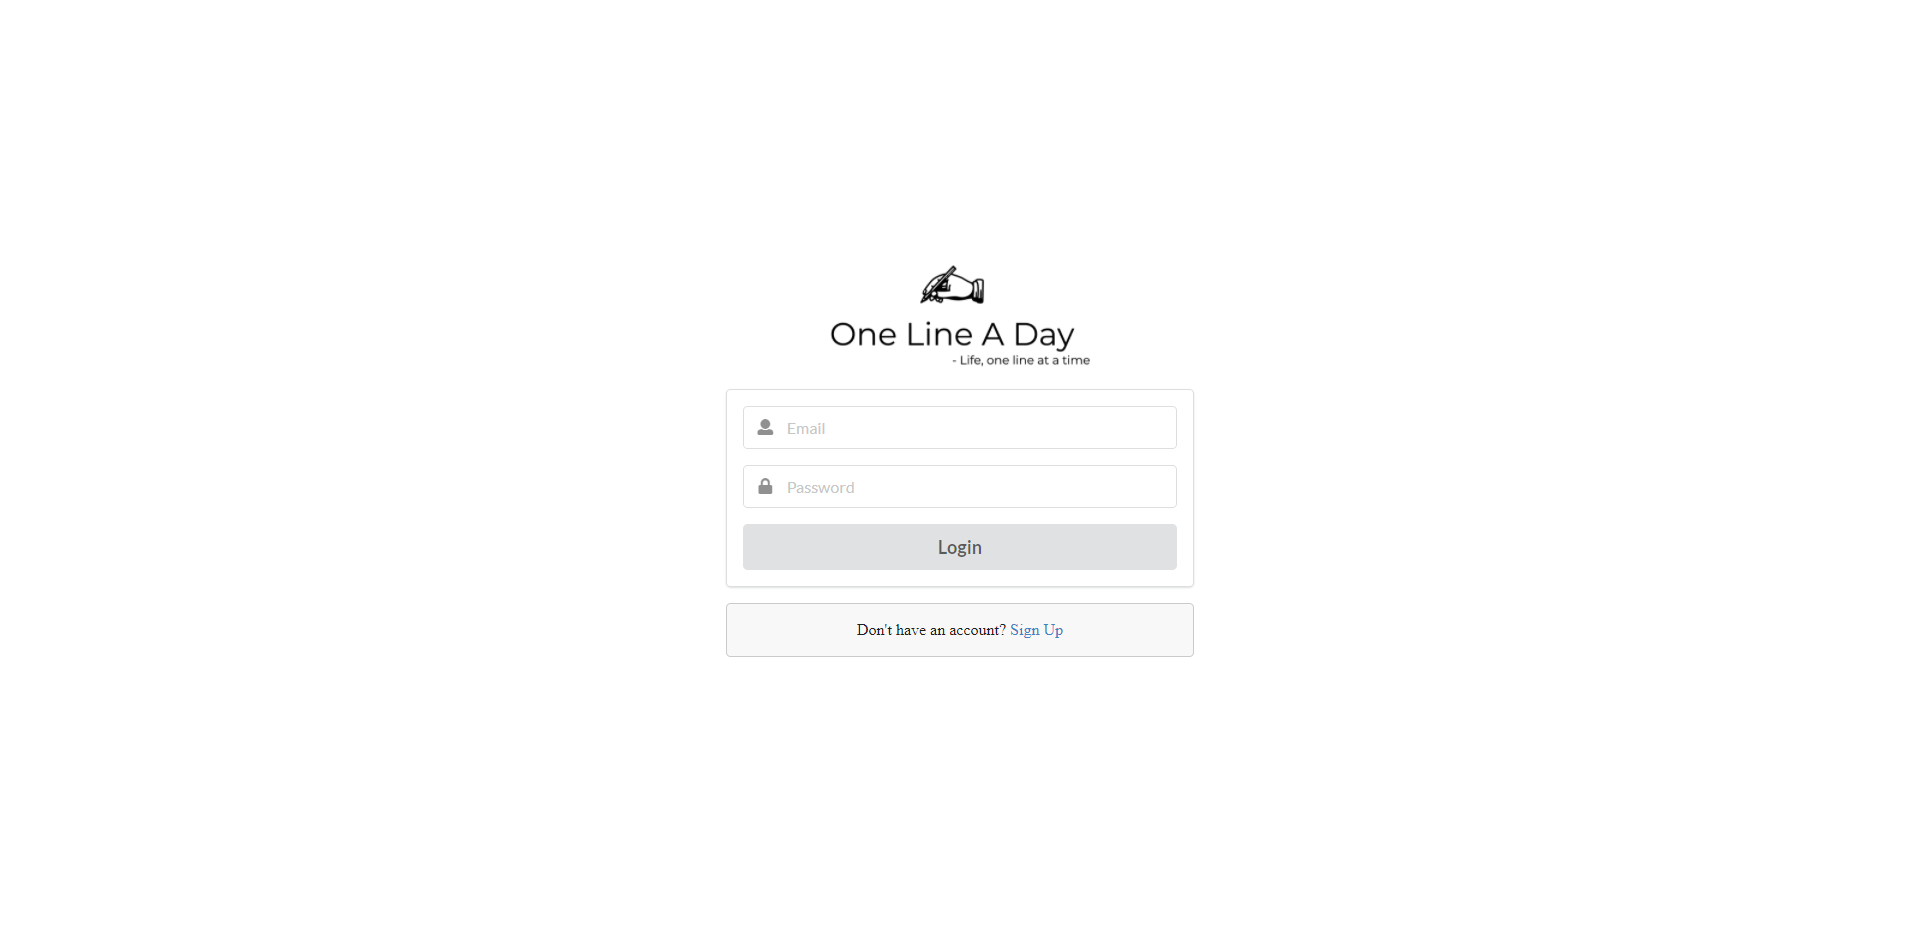 One Line A Day
- Life, one line at a time
Email
Password
Login
Don't have an account? Sign Up